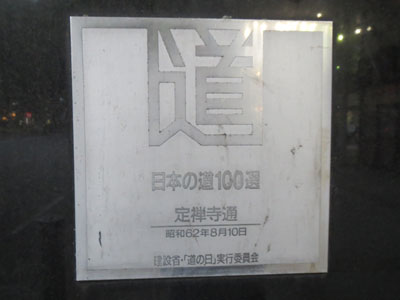 道
日本の道100選
定禅寺通
昭和62年8月10日
建設省・「道の日」実行委員会